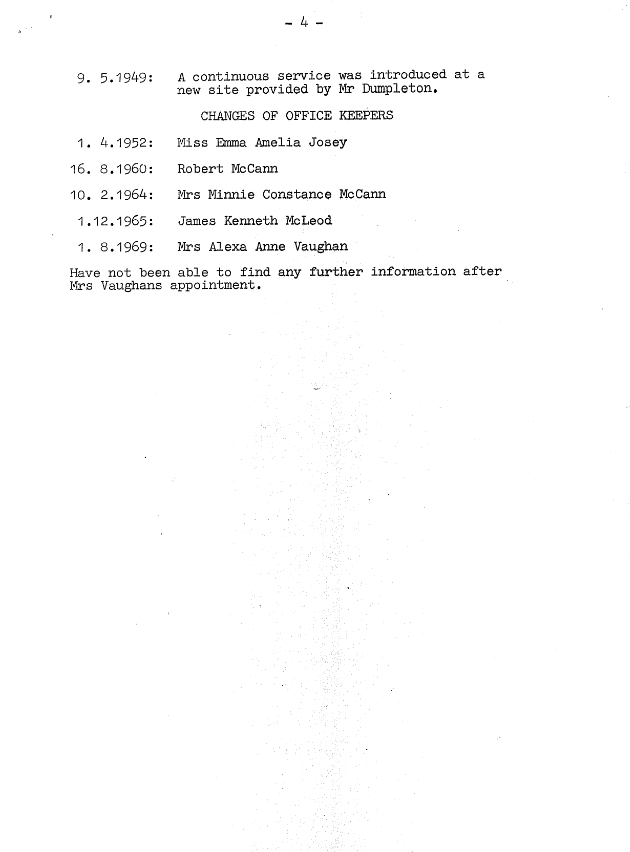 - 4 -
9. 5.1949: A continuous service was introduced at a
new site provided by Mr Dumpleton.
CHANGES OF OFFICE KEEPERS
1. 4.1952: Miss Emma Amelia Josey
16. 8.1960: Robert McCann
10. 2.1964: Mrs Minnie Constance McCann
1.12.1965: James Kenneth McLeod
1. 8.1969: Mrs Alexa Anne Vaughan
Have not been able to find any further information after
Mrs Vaughans appointment.